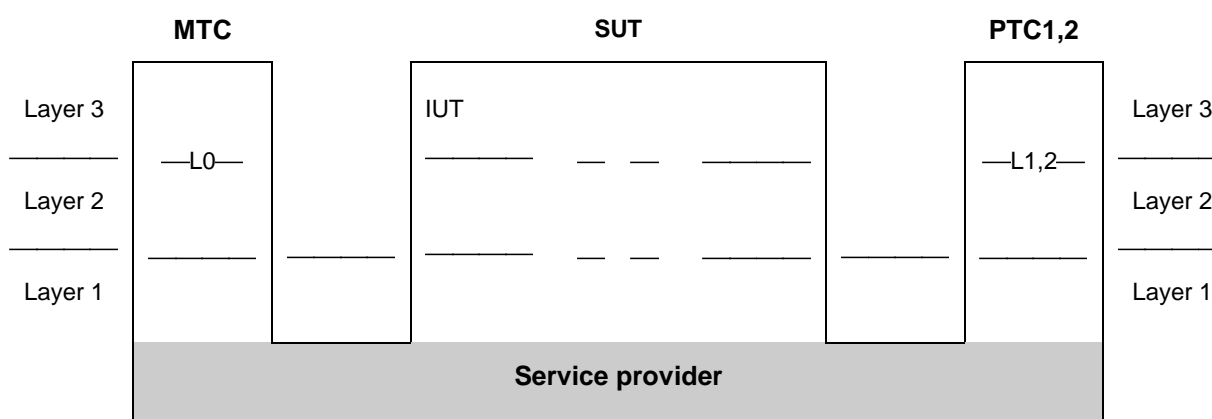 MTC
SUT
PTC1,2
Layer 3
IUT
Layer 3
L0
L1,2
Layer 2
Layer 2
Layer 1
Layer 1
Service provider